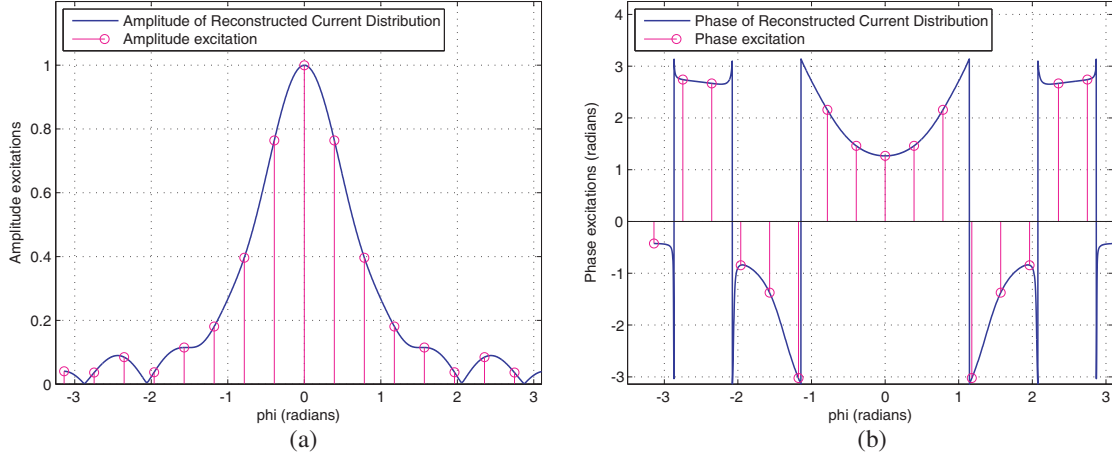 Amplitude of Reconstructed Current Distribution
Amplitude excitation
1
0.8
0.6
0.4
0.2
0
-3
-2
-1
0
1
2
3
Amplitude excitations
phi (radians)
(a)
Phase of Reconstructed Current Distribution
Phase excitation
4
3
2
1
0
-1
-2
-3
-3
-2
-1
0
1
2
3
Phase excitations (radians)
phi (radians)
(b)